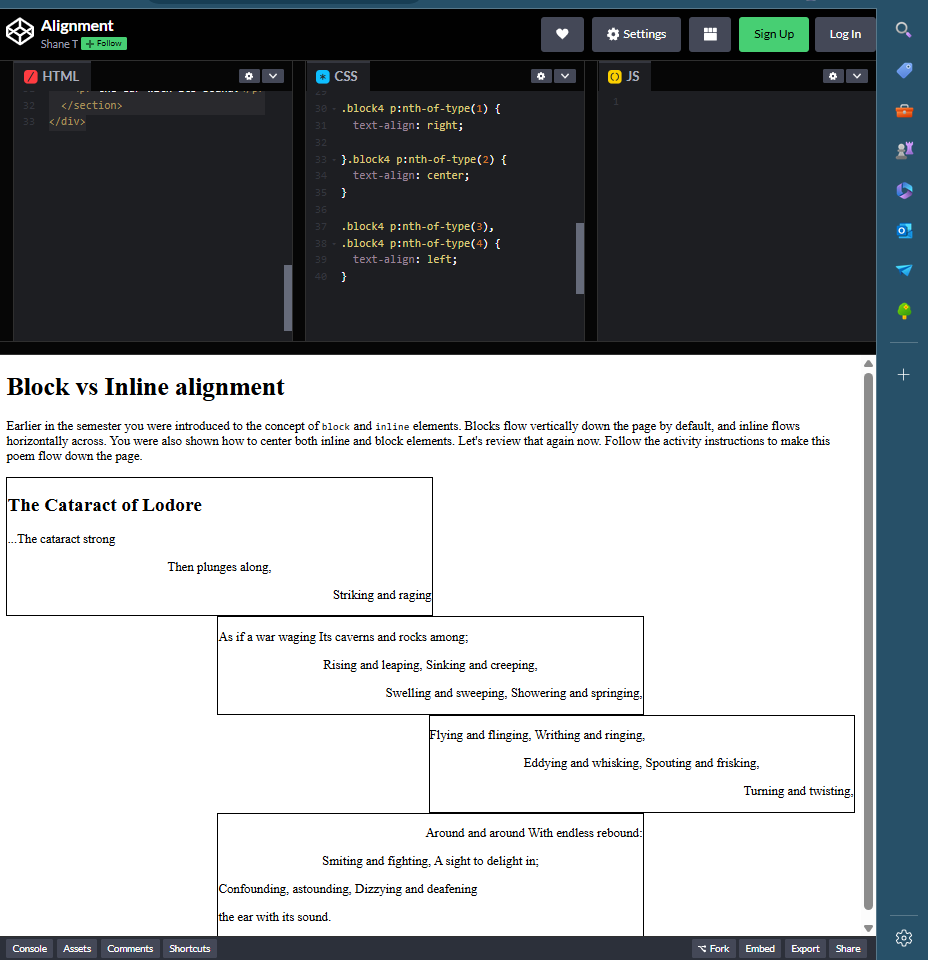 Alignment
Shane T + Follow
Settings
Sign Up
Log In
HTML
CSS
JS
32 </section>
33 </div>
30 .block4 p:nth-of-type(1) {
31 text-align: right;
32
33 }.block4 p:nth-of-type(2) {
34 text-align: center;
35 }
36
37 .block4 p:nth-of-type(3),
38 .block4 p:nth-of-type(4) {
39 text-align: left;
40 }
1
Block vs Inline alignment
Earlier in the semester you were introduced to the concept of block and inline elements. Blocks flow vertically down the page by default, and inline flows
horizontally across. You were also shown how to center both inline and block elements. Let's review that again now. Follow the activity instructions to make this
poem flow down the page.
The Cataract of Lodore
...The cataract strong
Then plunges along,
Striking and raging
As if a war waging Its caverns and rocks among;
Rising and leaping, Sinking and creeping,
Swelling and sweeping, Showering and springing,
Flying and flinging, Writhing and ringing,
Eddying and whisking, Spouting and frisking,
Turning and twisting,
Around and around With endless rebound:
Smiting and fighting, A sight to delight in;
Confounding, astounding, Dizzying and deafening
the ear with its sound.
Console
Assets
Comments
Shortcuts
Fork
Embed
Export
Share